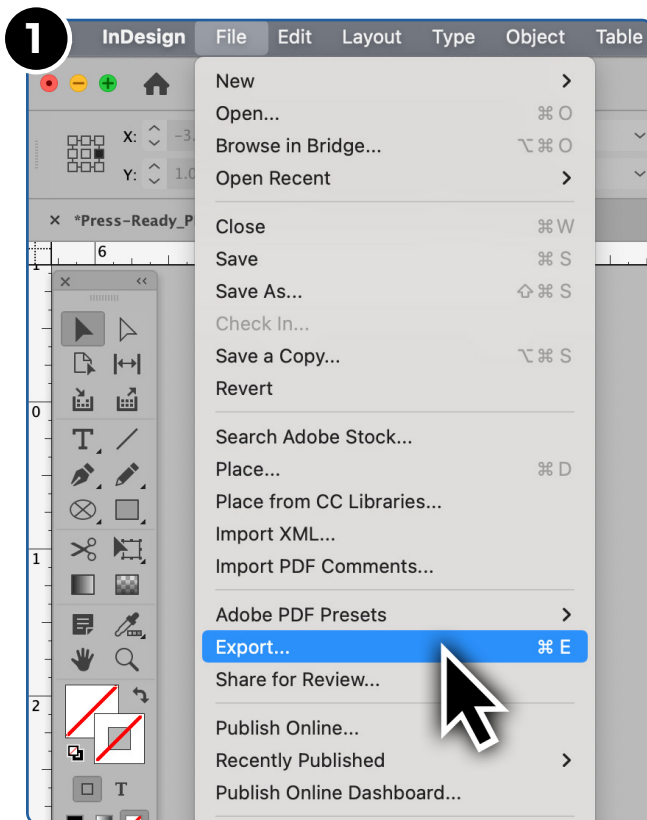 1
InDesign File Edit Layout Type Object Table
New
X: -3.
Open... ⌘ O
Browse in Bridge... ⌥ ⌘ O
Y: 1.0
Open Recent
× *Press-Ready_P
Close ⌘ W
6
Save ⌘ S
Save As... ⇧ ⌘ S
Check In...
Save a Copy... ⌥ ⌘ S
Revert
0
Search Adobe Stock...
Place... ⌘ D
Place from CC Libraries...
Import XML...
1
Import PDF Comments...
Adobe PDF Presets
Export... ⌘ E
Share for Review...
2
Publish Online...
Recently Published
Publish Online Dashboard...
T